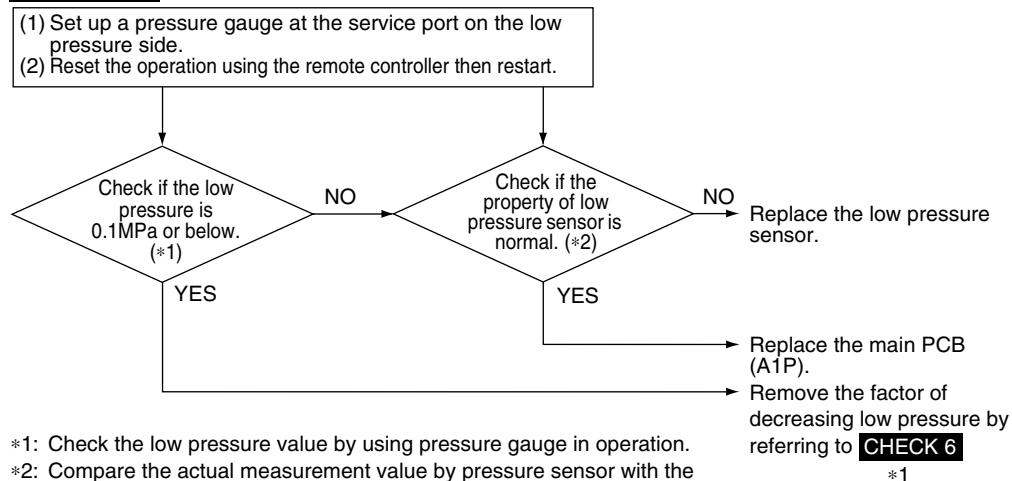 (1) Set up a pressure gauge at the service port on the low
pressure side.
(2) Reset the operation using the remote controller then restart.
Check if the low
pressure is
0.1MPa or below.
(*1)
NO
YES
Check if the
property of low
pressure sensor is
normal. (*2)
NO
YES
Replace the low pressure
sensor.
Replace the main PCB
(A1P).
Remove the factor of
decreasing low pressure by
referring to CHECK 6
*1
*1: Check the low pressure value by using pressure gauge in operation.
*2: Compare the actual measurement value by pressure sensor with the